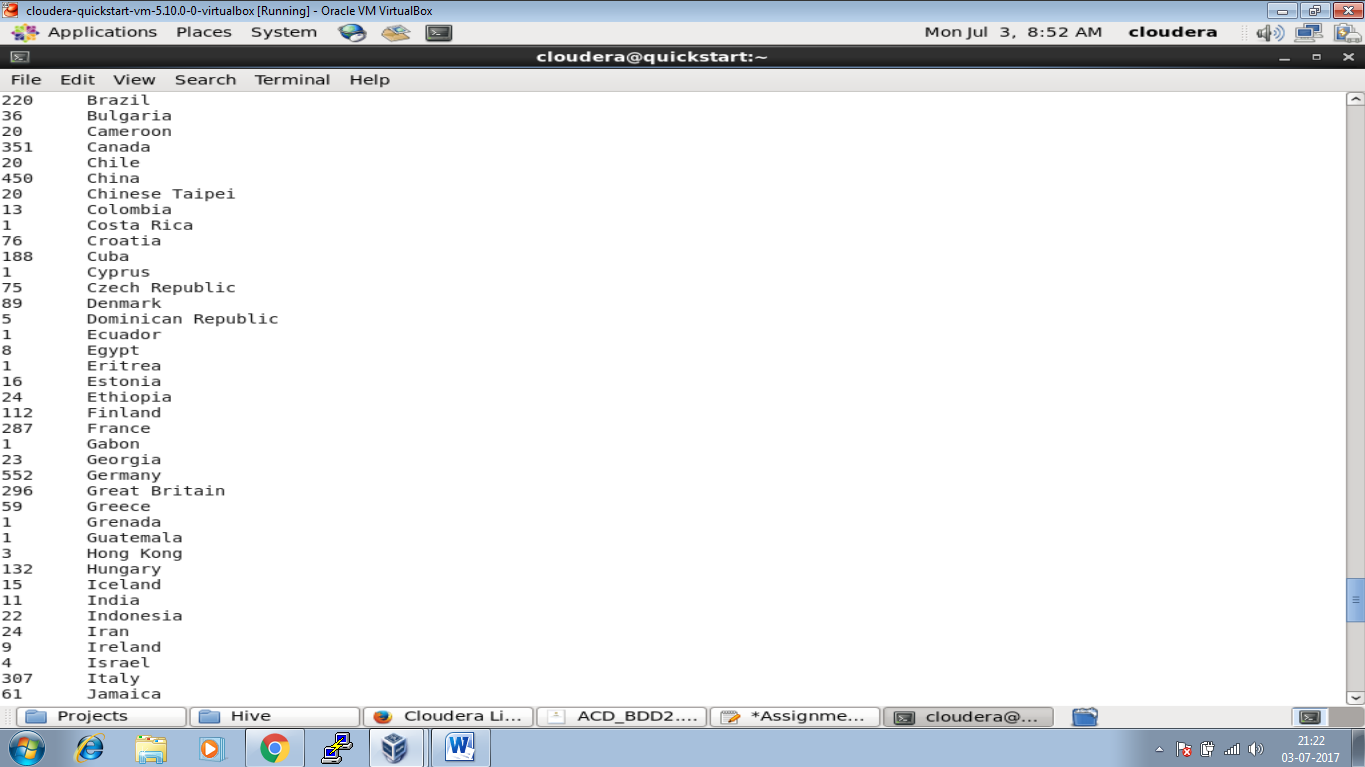 cloudera-quickstart-vm-5.10.0-0-virtualbox [Running] - Oracle VM VirtualBox
Applications Places System Mon Jul 3, 8:52 AM cloudera
cloudera@quickstart:~
File Edit View Search Terminal Help
220 Brazil
36 Bulgaria
20 Cameroon
351 Canada
20 Chile
450 China
20 Chinese Taipei
13 Colombia
1 Costa Rica
76 Croatia
188 Cuba
1 Cyprus
75 Czech Republic
89 Denmark
5 Dominican Republic
1 Ecuador
8 Egypt
1 Eritrea
16 Estonia
24 Ethiopia
112 Finland
287 France
1 Gabon
23 Georgia
552 Germany
296 Great Britain
59 Greece
1 Grenada
1 Guatemala
3 Hong Kong
132 Hungary
15 Iceland
11 India
22 Indonesia
24 Iran
9 Ireland
4 Israel
307 Italy
61 Jamaica
Projects Hive Cloudera Li... ACD_BDD2.... *Assignme... cloudera@...
21:22
03-07-2017